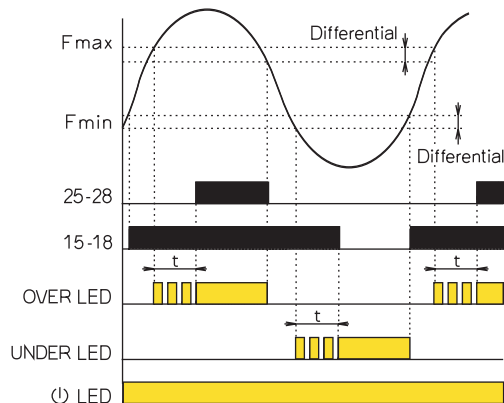 Fmax
Differential
Fmin
Differential
25-28
15-18
t
t
OVER LED
t
UNDER LED
LED